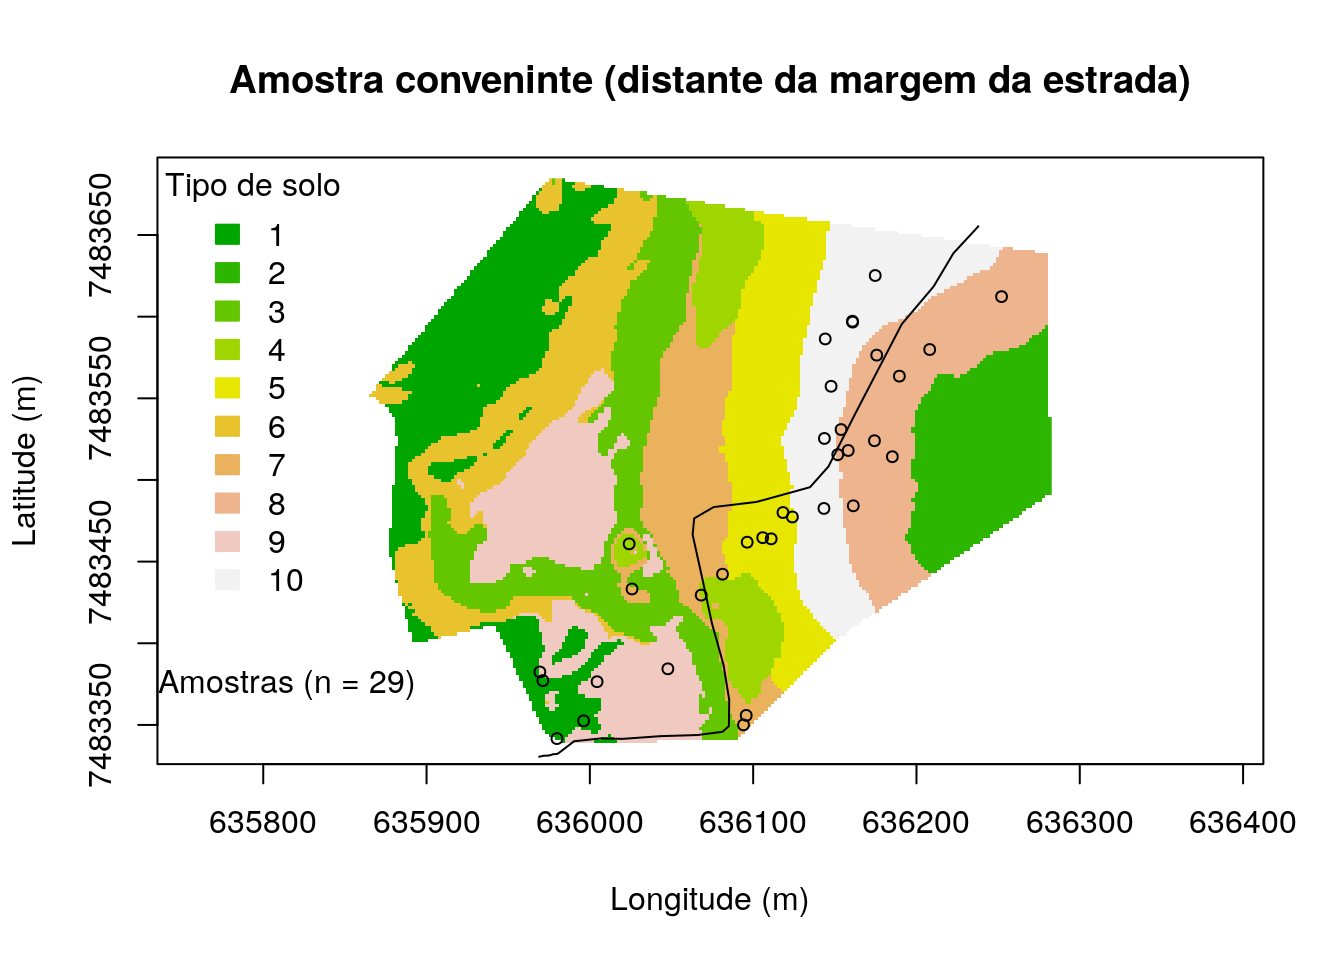 Amostra conveninte (distante da margem da estrada)
Tipo de solo
1
2
3
4
5
6
7
8
9
10
Amostras (n = 29)
Latitude (m)
7483650
7483550
7483450
7483350
635800 635900 636000 636100 636200 636300 636400
Longitude (m)